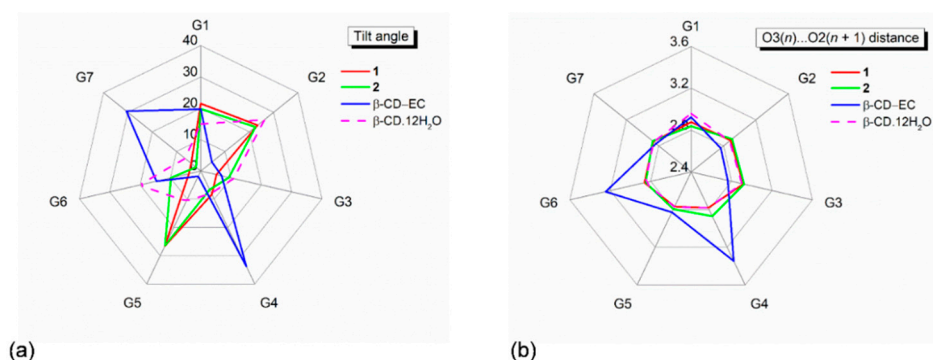 G1
40
Tilt angle
30
G7
G2
1
2
20
β-CD–EC
β-CD.12H₂O
10
G6
G3
G5
G4
(a)
G1
3.6
O3(n)...O2(n + 1) distance
G7
3.2
G2
1
2
β-CD–EC
β-CD.12H₂O
2.4
G6
G3
G5
G4
(b)